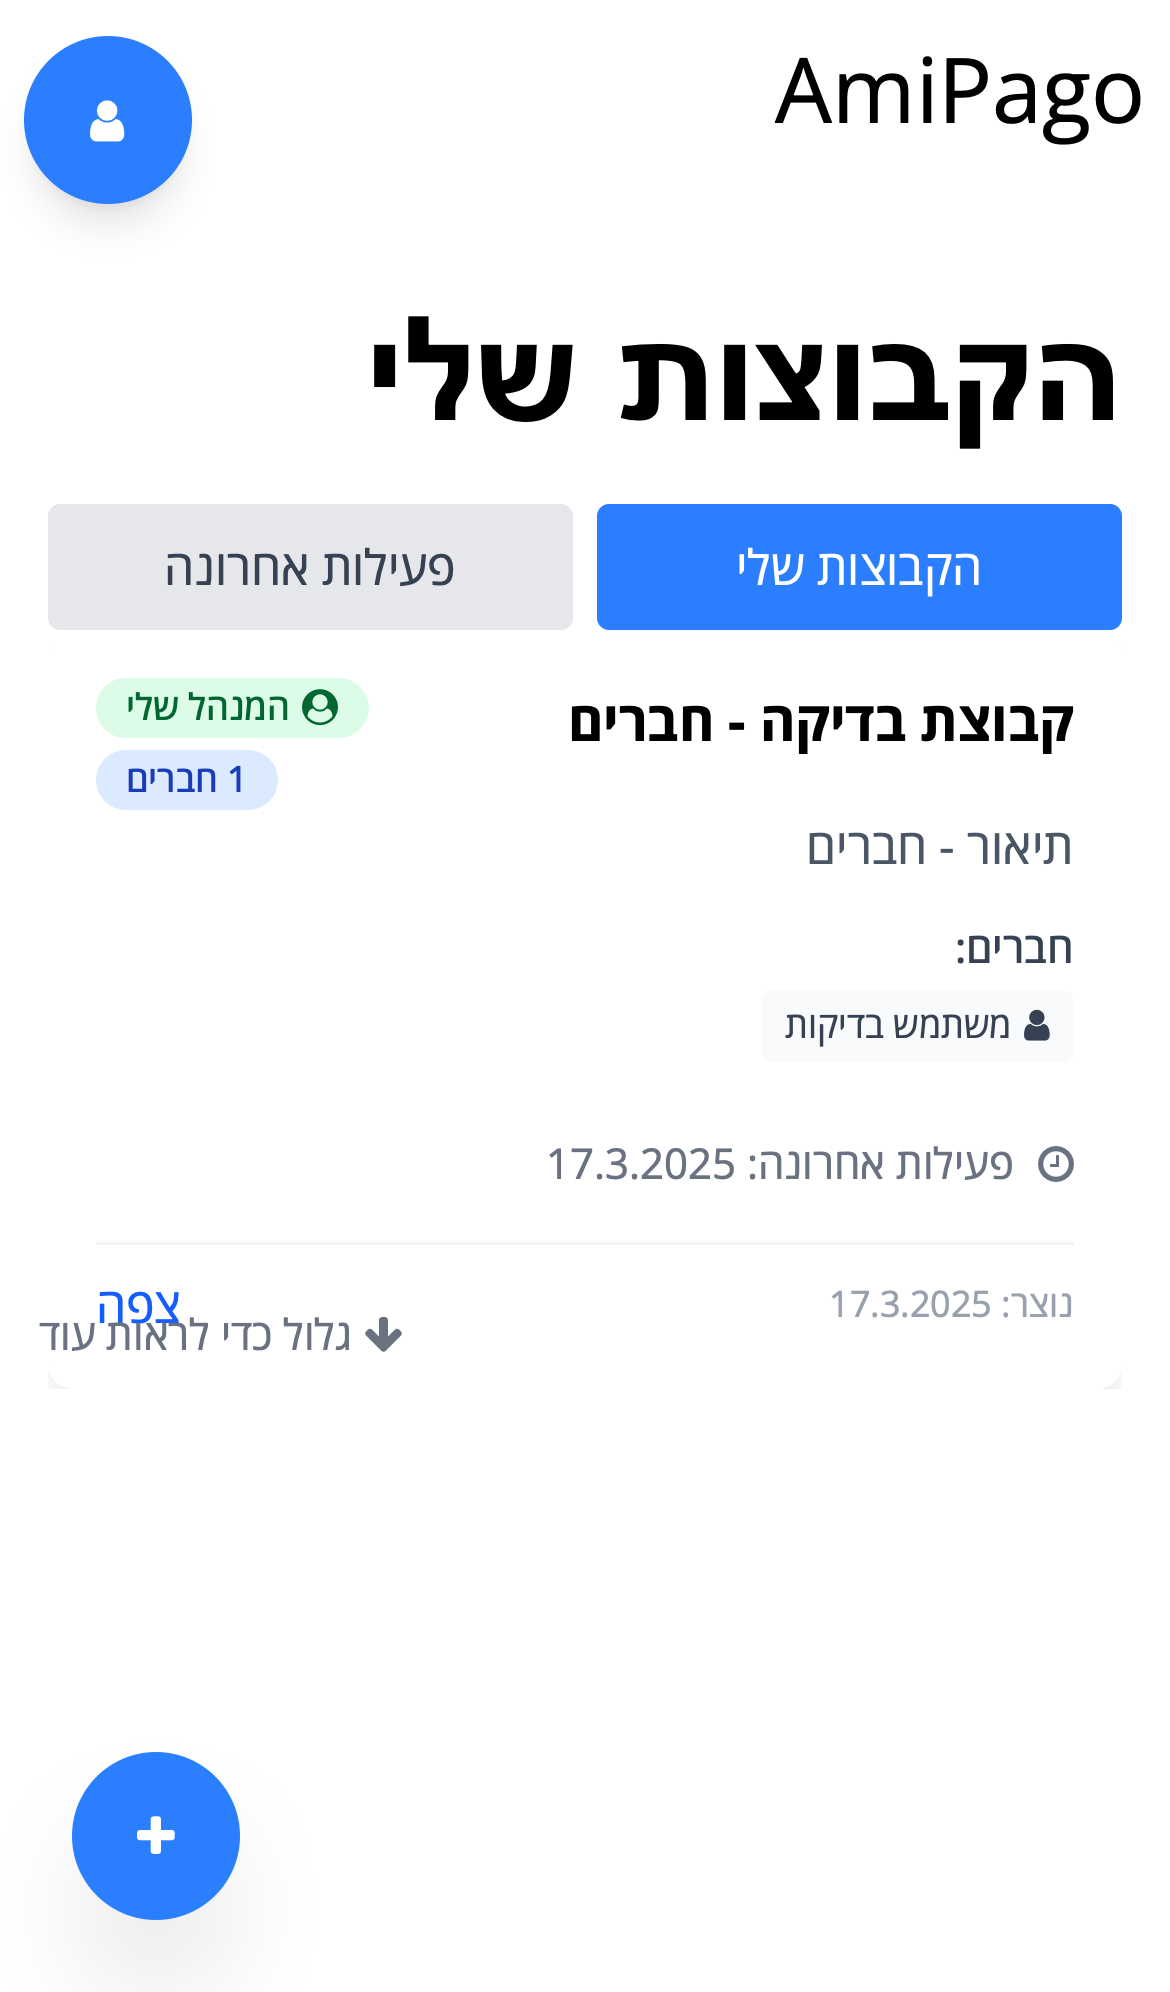 AmiPago
הקבוצות שלי
הקבוצות שלי
פעילות אחרונה
קבוצת בדיקה - חברים
המנהל שלי
1 חברים
תיאור - חברים
חברים:
משתמש בדיקות
פעילות אחרונה: 17.3.2025
נוצר: 17.3.2025
צפה
גלול כדי לראות עוד